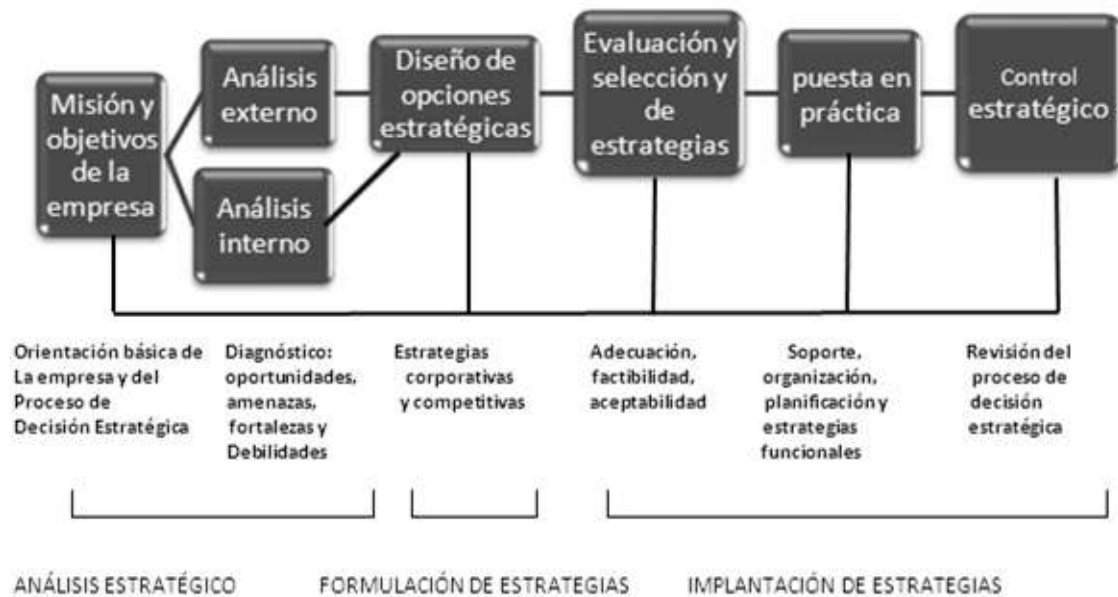 Misión y
objetivos
de la
empresa
Análisis
externo
Análisis
interno
Diseño de
opciones
estratégicas
Evaluación y
selección y
de
estrategias
puesta en
práctica
Control
estratégico
Orientación básica de
La empresa y del
Proceso de
Decisión Estratégica
Diagnóstico:
oportunidades,
amenazas,
fortalezas y
Debilidades
Estrategias
corporativas
y competitivas
Adecuación,
factibilidad,
aceptabilidad
Soporte,
organización,
planificación y
estrategias
funcionales
Revisión del
proceso de
decisión
estratégica
ANÁLISIS ESTRATÉGICO
FORMULACIÓN DE ESTRATEGIAS
IMPLANTACIÓN DE ESTRATEGIAS